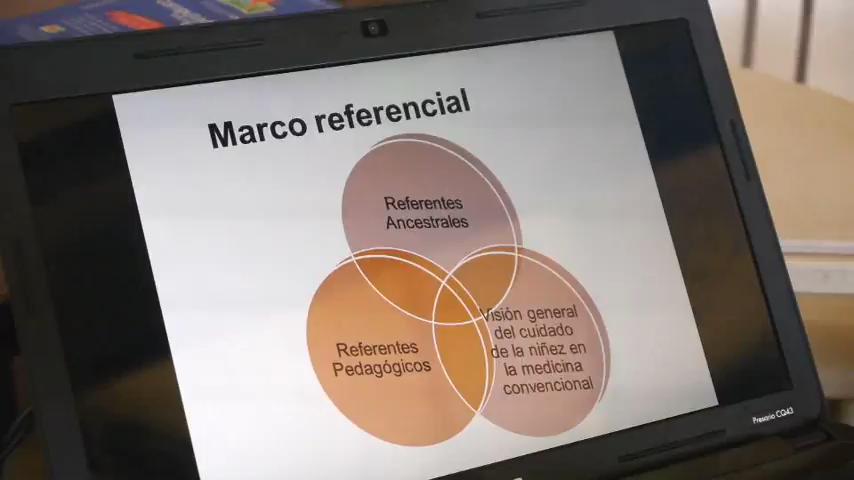 Marco referencial
Referentes
Ancestrales
Referentes
Pedagógicos
Visión general
del cuidado
de la niñez en
la medicina
convencional
Presario CQ43